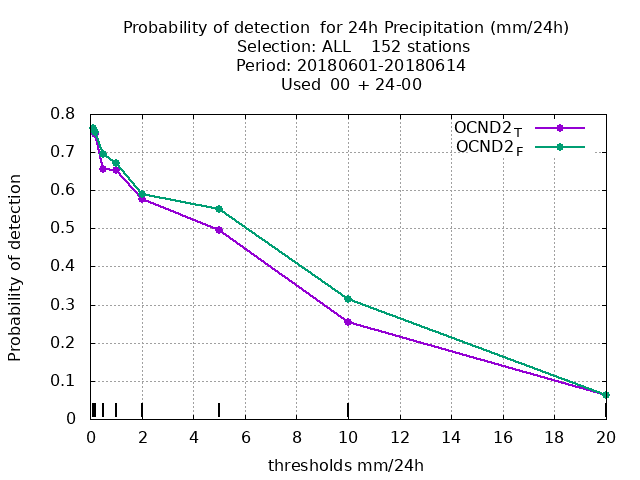 Probability of detection  for 24h Precipitation (mm/24h)
Selection: ALL    152 stations
Period: 20180601-20180614
Used  00 + 24-00
OCND2T
OCND2F
0.8
0.7
0.6
0.5
0.4
0.3
0.2
0.1
0
Probability of detection
0 2 4 6 8 10 12 14 16 18 20
thresholds mm/24h